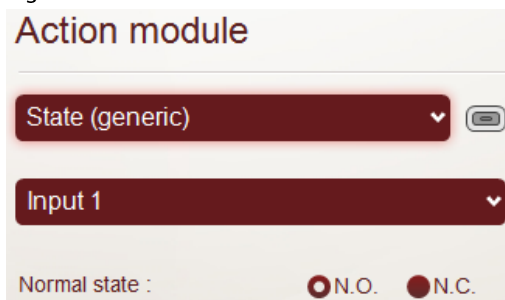 Action module
State (generic)
Input 1
Normal state : N.O. N.C.